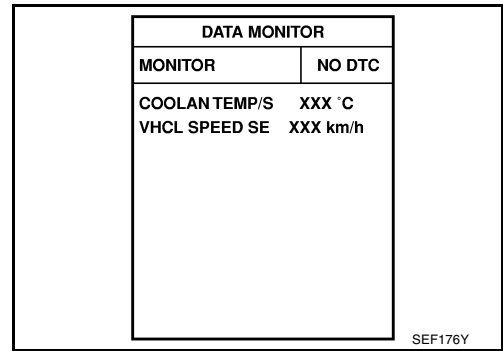 DATA MONITOR
MONITOR NO DTC
COOLAN TEMP/S XXX °C
VHCL SPEED SE XXX km/h
SEF176Y